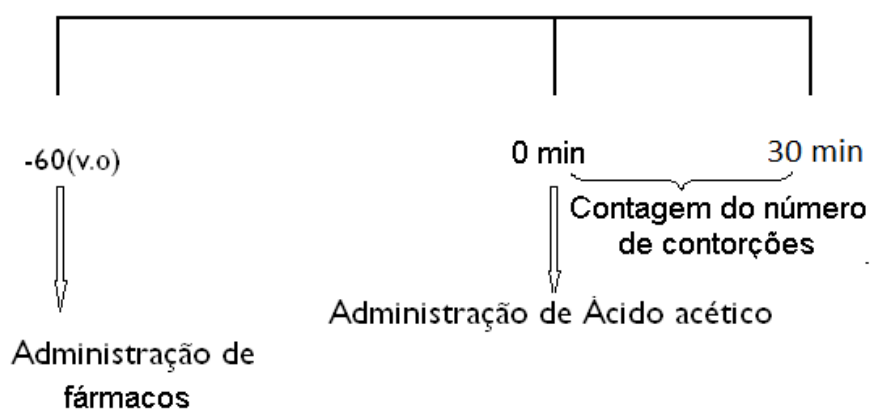 -60(v.o)
0 min
30 min
Contagem do número
de contorções
Administração de Ácido acético
Administração de
fármacos